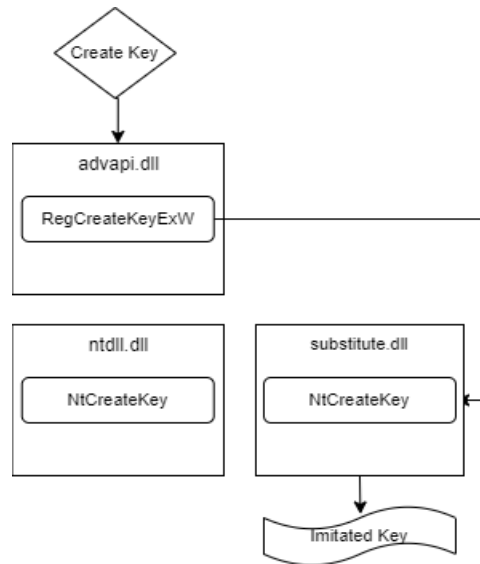 Create Key
advapi.dll
RegCreateKeyExW
ntdll.dll
substitute.dll
NtCreateKey
NtCreateKey
Imitated Key